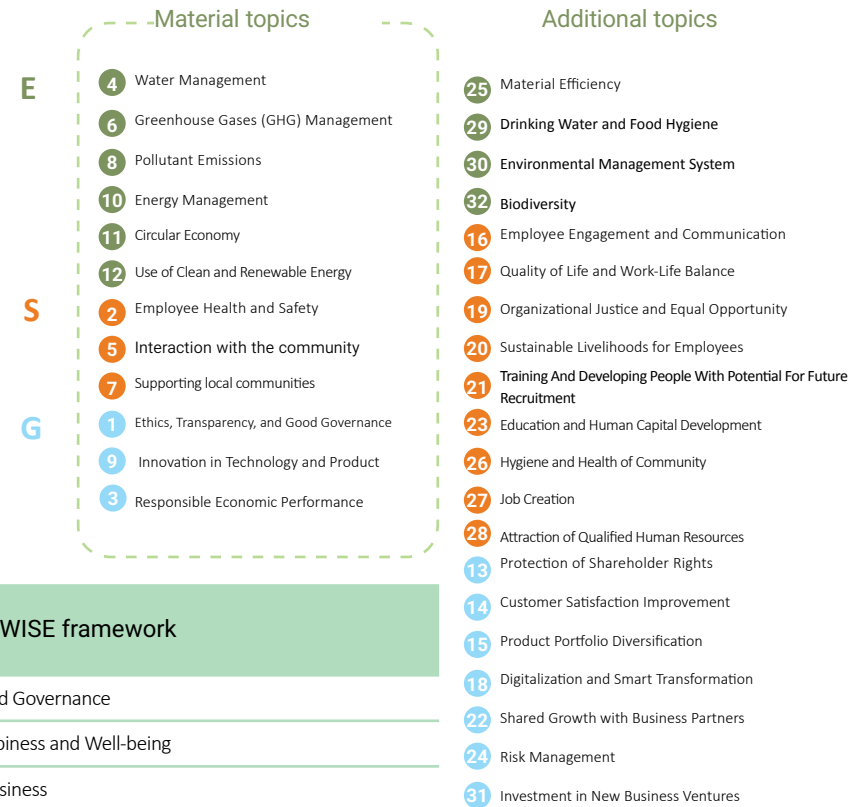 Material topics
E
4 Water Management
6 Greenhouse Gases (GHG) Management
8 Pollutant Emissions
10 Energy Management
11 Circular Economy
12 Use of Clean and Renewable Energy
S
2 Employee Health and Safety
5 Interaction with the community
7 Supporting local communities
G
1 Ethics, Transparency, and Good Governance
9 Innovation in Technology and Product
3 Responsible Economic Performance
Additional topics
25 Material Efficiency
29 Drinking Water and Food Hygiene
30 Environmental Management System
32 Biodiversity
16 Employee Engagement and Communication
17 Quality of Life and Work-Life Balance
19 Organizational Justice and Equal Opportunity
20 Sustainable Livelihoods for Employees
21 Training And Developing People With Potential For Future
Recruitment
23 Education and Human Capital Development
26 Hygiene and Health of Community
27 Job Creation
28 Attraction of Qualified Human Resources
13 Protection of Shareholder Rights
14 Customer Satisfaction Improvement
15 Product Portfolio Diversification
18 Digitalization and Smart Transformation
22 Shared Growth with Business Partners
24 Risk Management
31 Investment in New Business Ventures
WISE framework
d Governance
piness and Well-being
siness